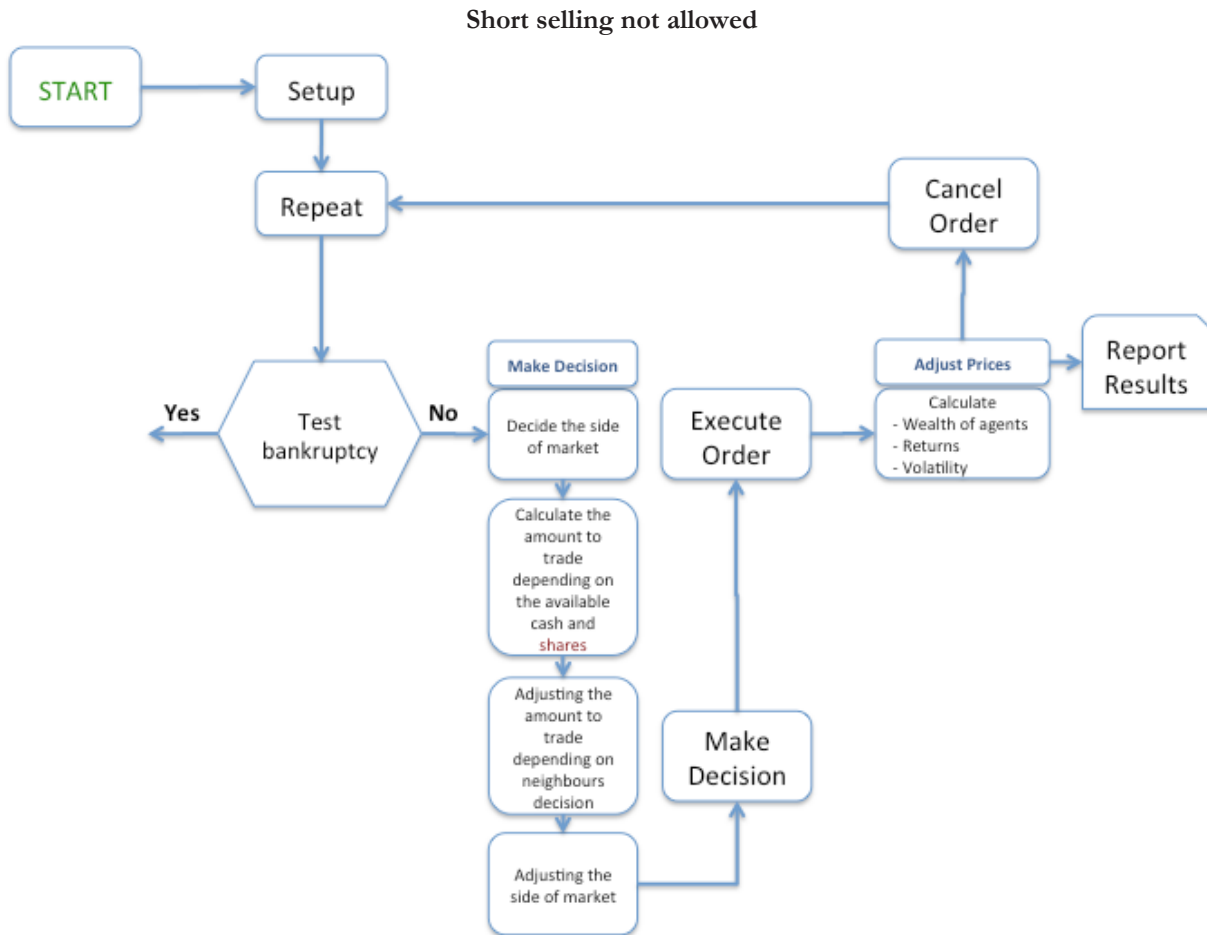 Short selling not allowed
START
Setup
Repeat
Cancel
Order
Yes
Test
bankruptcy
No
Make Decision
Decide the side
of market
Calculate the
amount to
trade
depending on
the available
cash and
shares
Adjusting the
amount to
trade
depending on
neighbours
decision
Adjusting the
side of market
Make
Decision
Execute
Order
Adjust Prices
Calculate
- Wealth of agents
- Returns
- Volatility
Report
Results